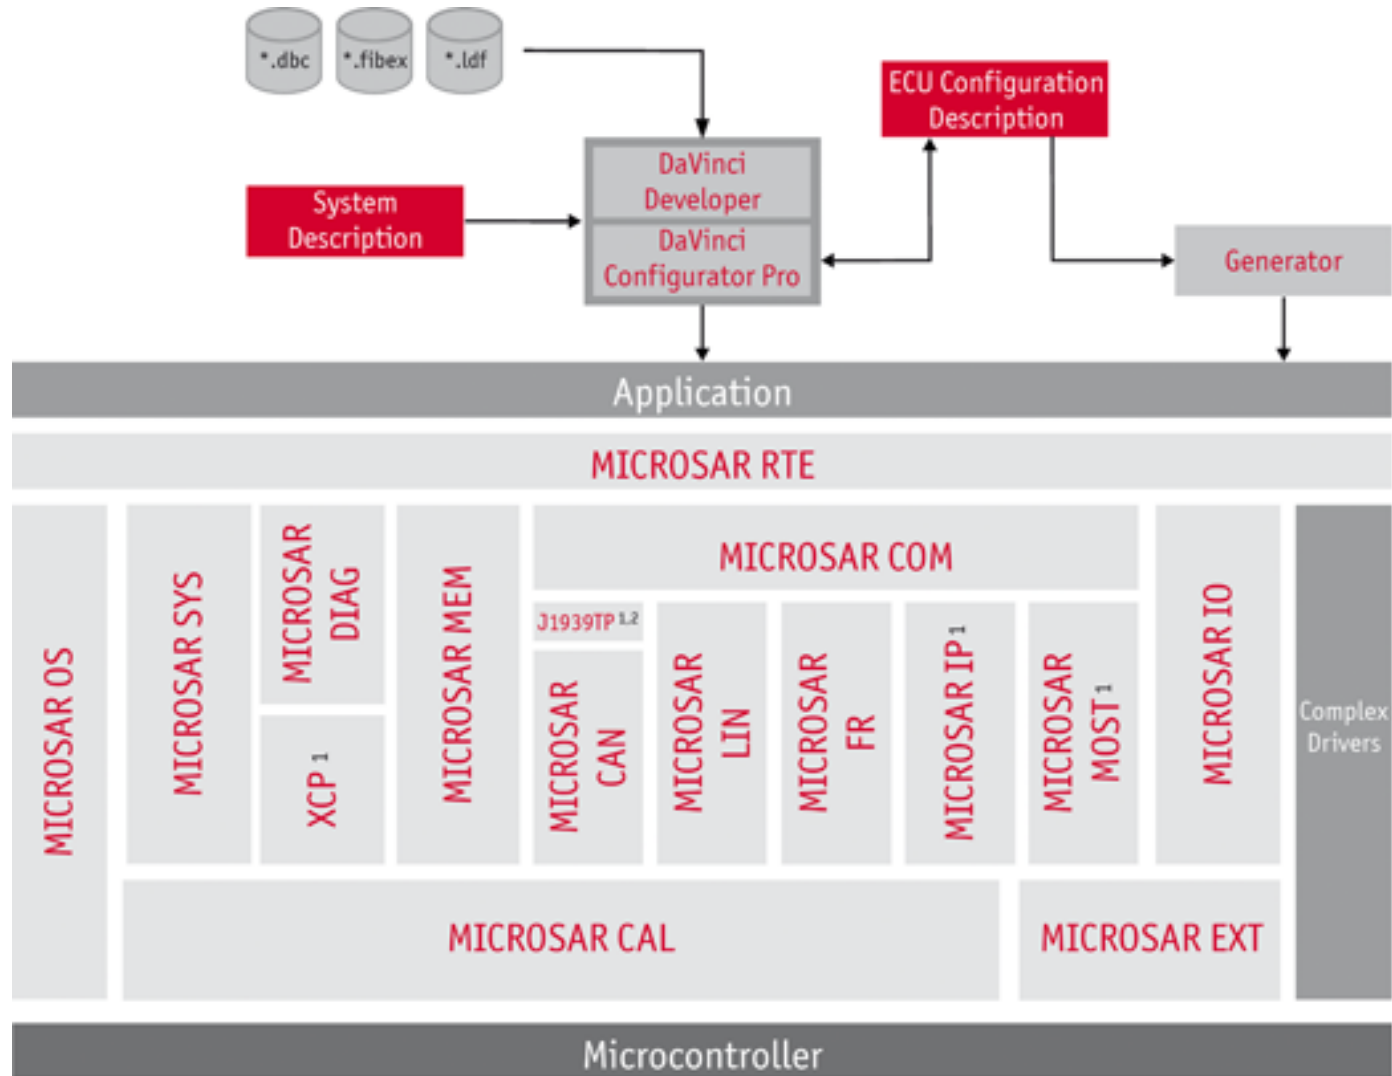 *.dbc
*.fibex
*.ldf
ECU Configuration
Description
DaVinci
Developer
System
Description
DaVinci
Configurator Pro
Generator
Application
MICROSAR RTE
MICROSAR OS
MICROSAR SYS
MICROSAR
DIAG
XCP 1
MICROSAR MEM
MICROSAR COM
J1939TP 1,2
MICROSAR
CAN
MICROSAR
LIN
MICROSAR
FR
MICROSAR IP 1
MICROSAR
MOST 1
MICROSAR IO
Complex
Drivers
MICROSAR CAL
MICROSAR EXT
Microcontroller